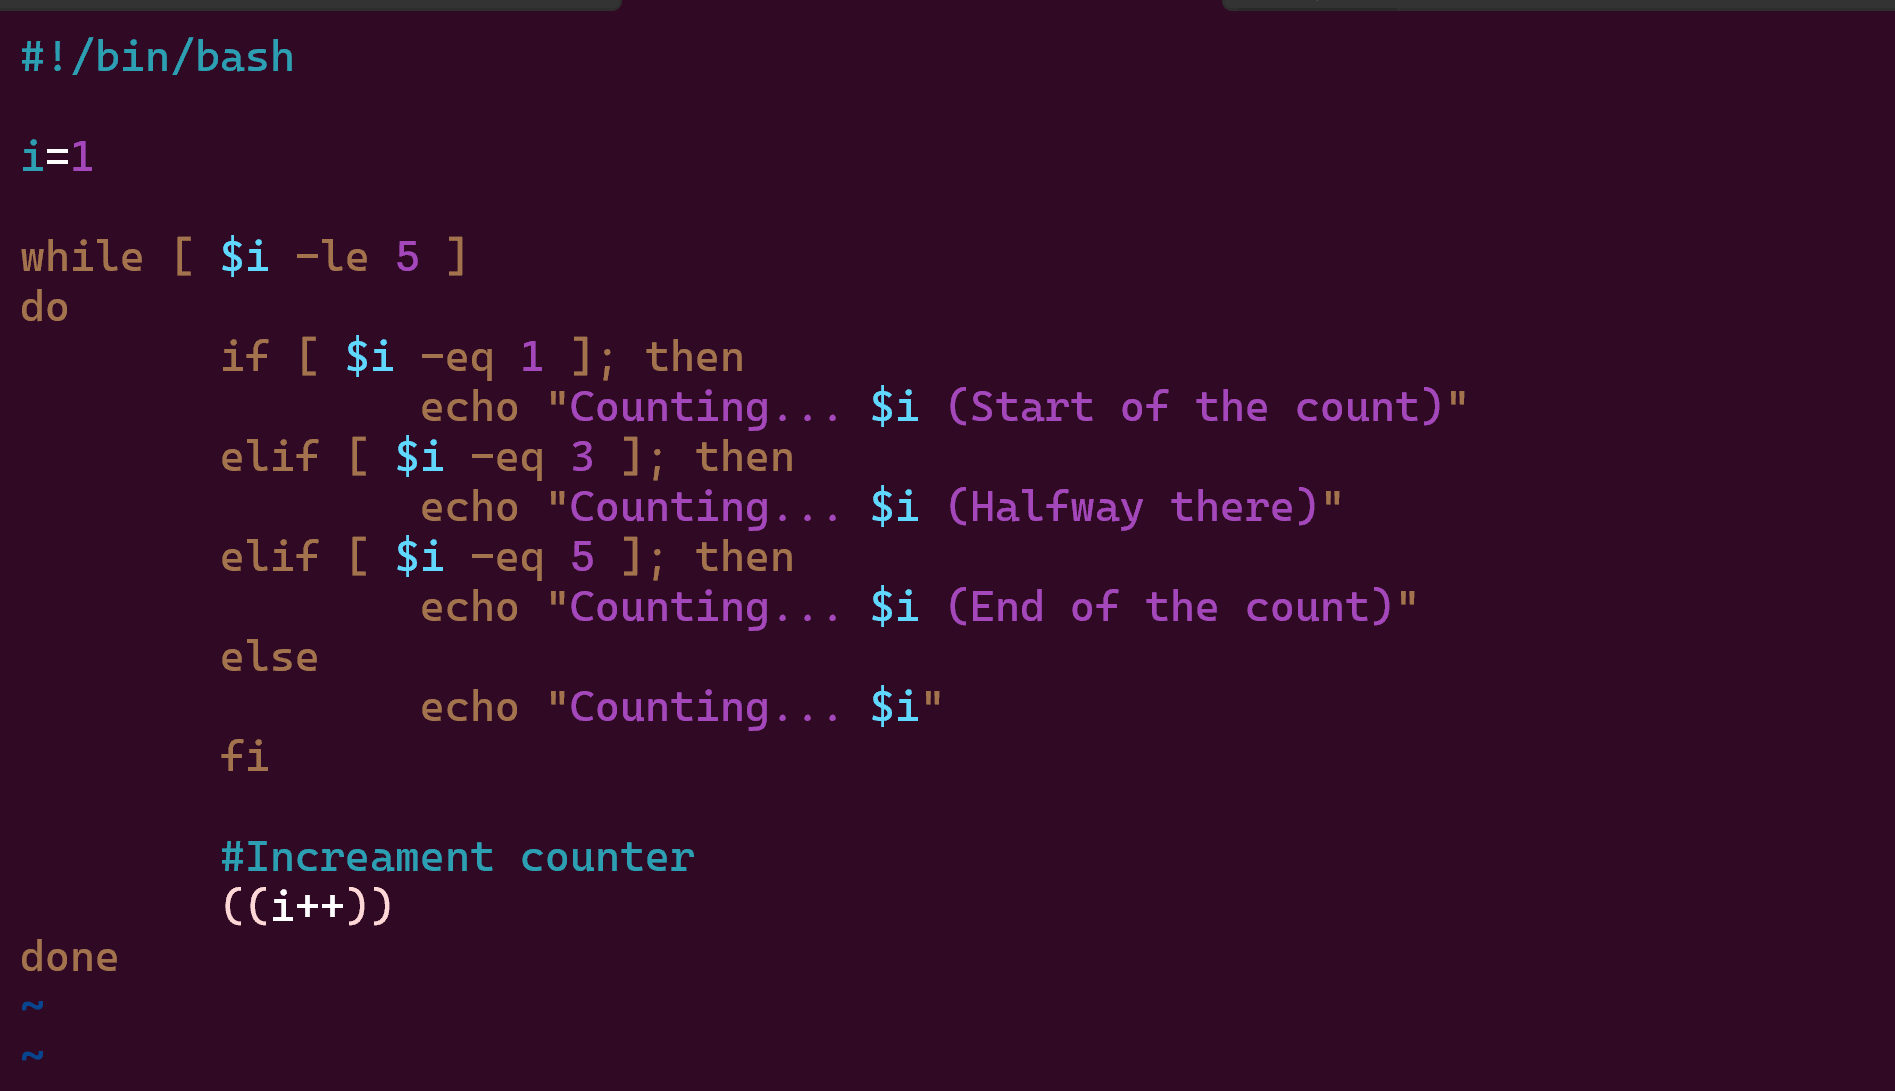 #!/bin/bash
i=1
while [ $i -le 5 ]
do
if [ $i -eq 1 ]; then
echo "Counting... $i (Start of the count)"
elif [ $i -eq 3 ]; then
echo "Counting... $i (Halfway there)"
elif [ $i -eq 5 ]; then
echo "Counting... $i (End of the count)"
else
echo "Counting... $i"
fi
#Increament counter
((i++))
done
~
~